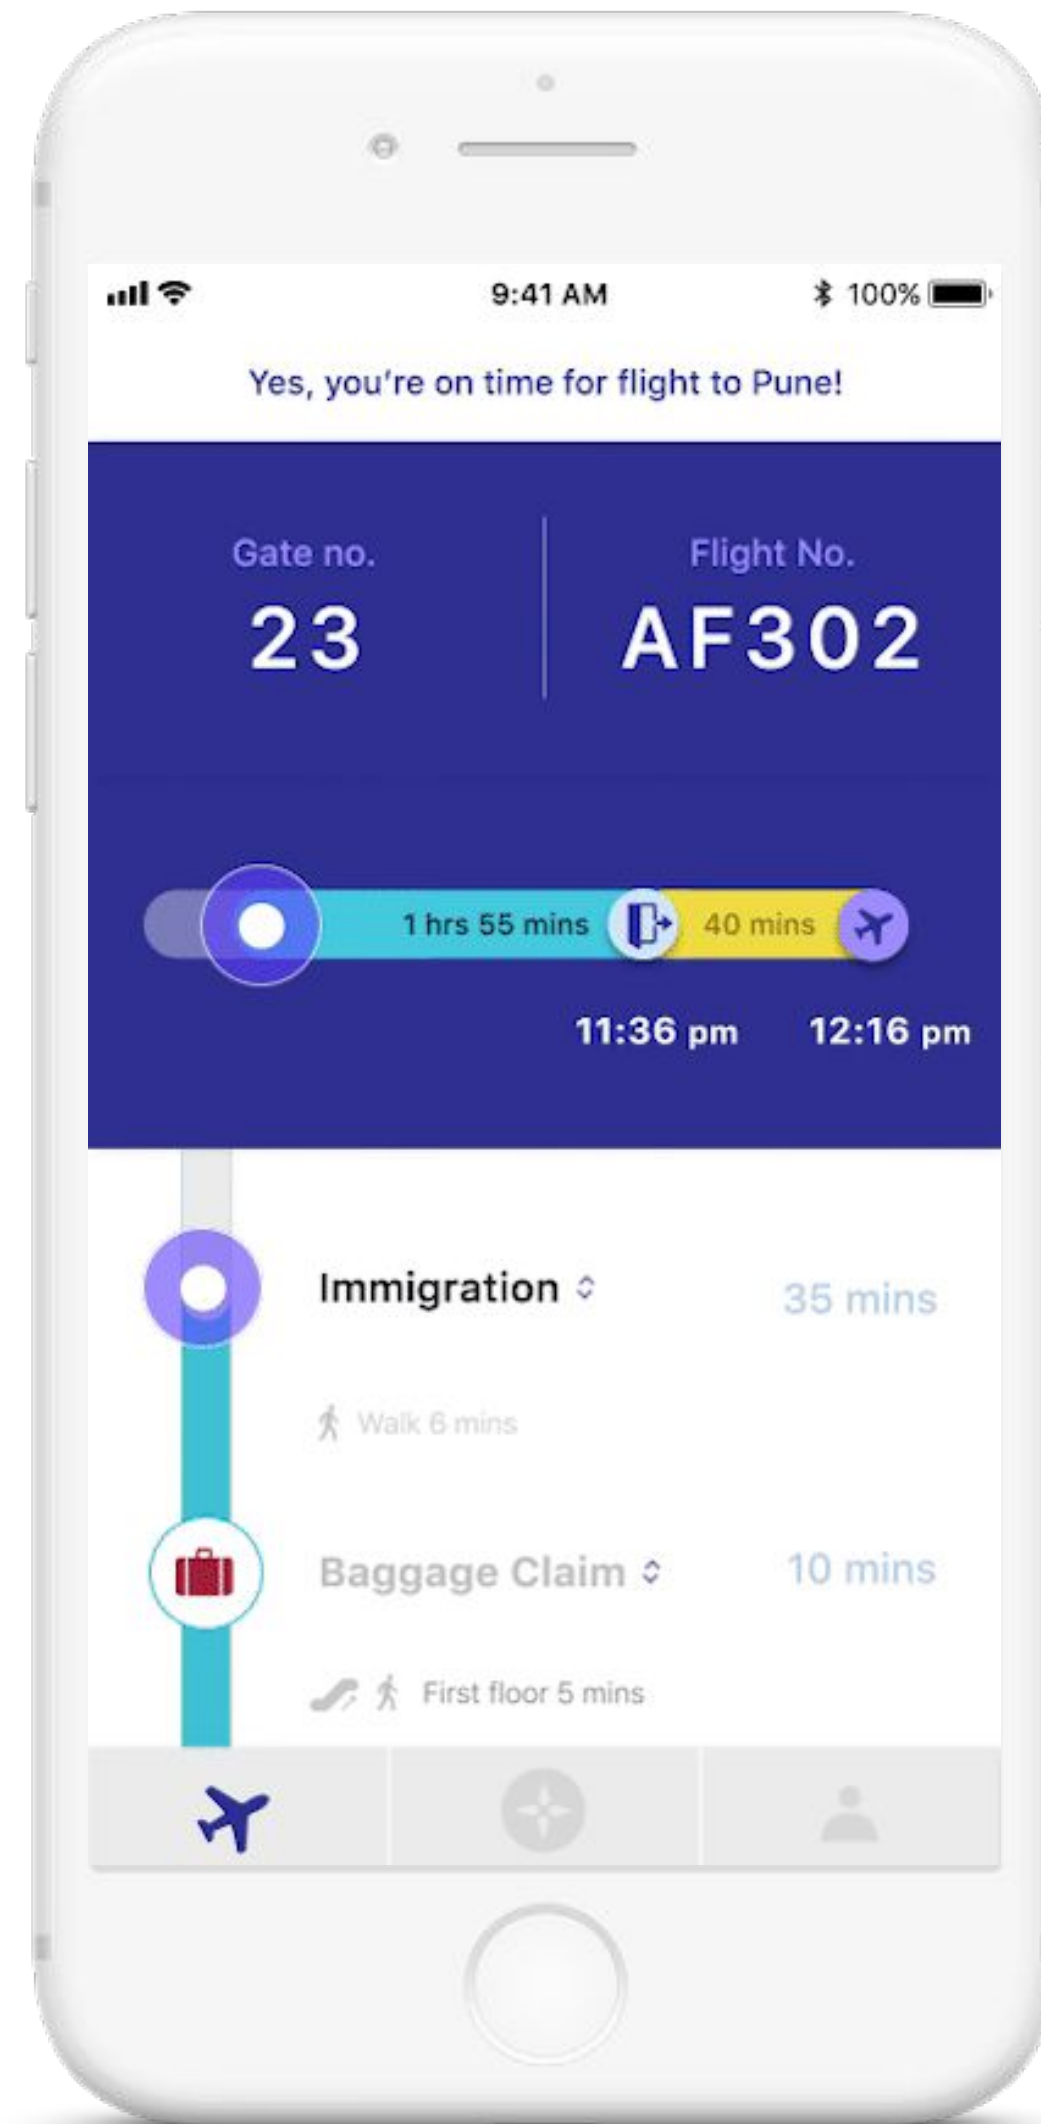 9:41 AM 100%
Yes, you're on time for flight to Pune!
Gate no. Flight No.
23 AF302
1 hrs 55 mins 40 mins
11:36 pm 12:16 pm
Immigration 35 mins
Walk 6 mins
Baggage Claim 10 mins
First floor 5 mins